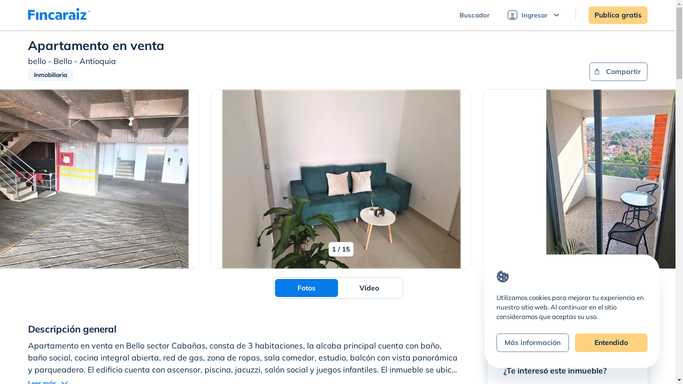 Fincaraiz
Buscador
Ingresar
Publica gratis
Apartamento en venta
bello - Bello - Antioquia
Inmobiliaria
Compartir
1 / 15
Fotos
Video
Utilizamos cookies para mejorar tu experiencia en
nuestro sitio web. Al continuar en el sitio
consideramos que aceptas su uso.
Más información
Entendido
Descripción general
Apartamento en venta en Bello sector Cabañas, consta de 3 habitaciones, la alcoba principal cuenta con baño,
baño social, cocina integral abierta, red de gas, zona de ropas, sala comedor, estudio, balcón con vista panorámica
y parqueadero. El edificio cuenta con ascensor, piscina, jacuzzi, salón social y juegos infantiles. El inmueble se ubic...
Leer más
¿Te interesó este inmueble?